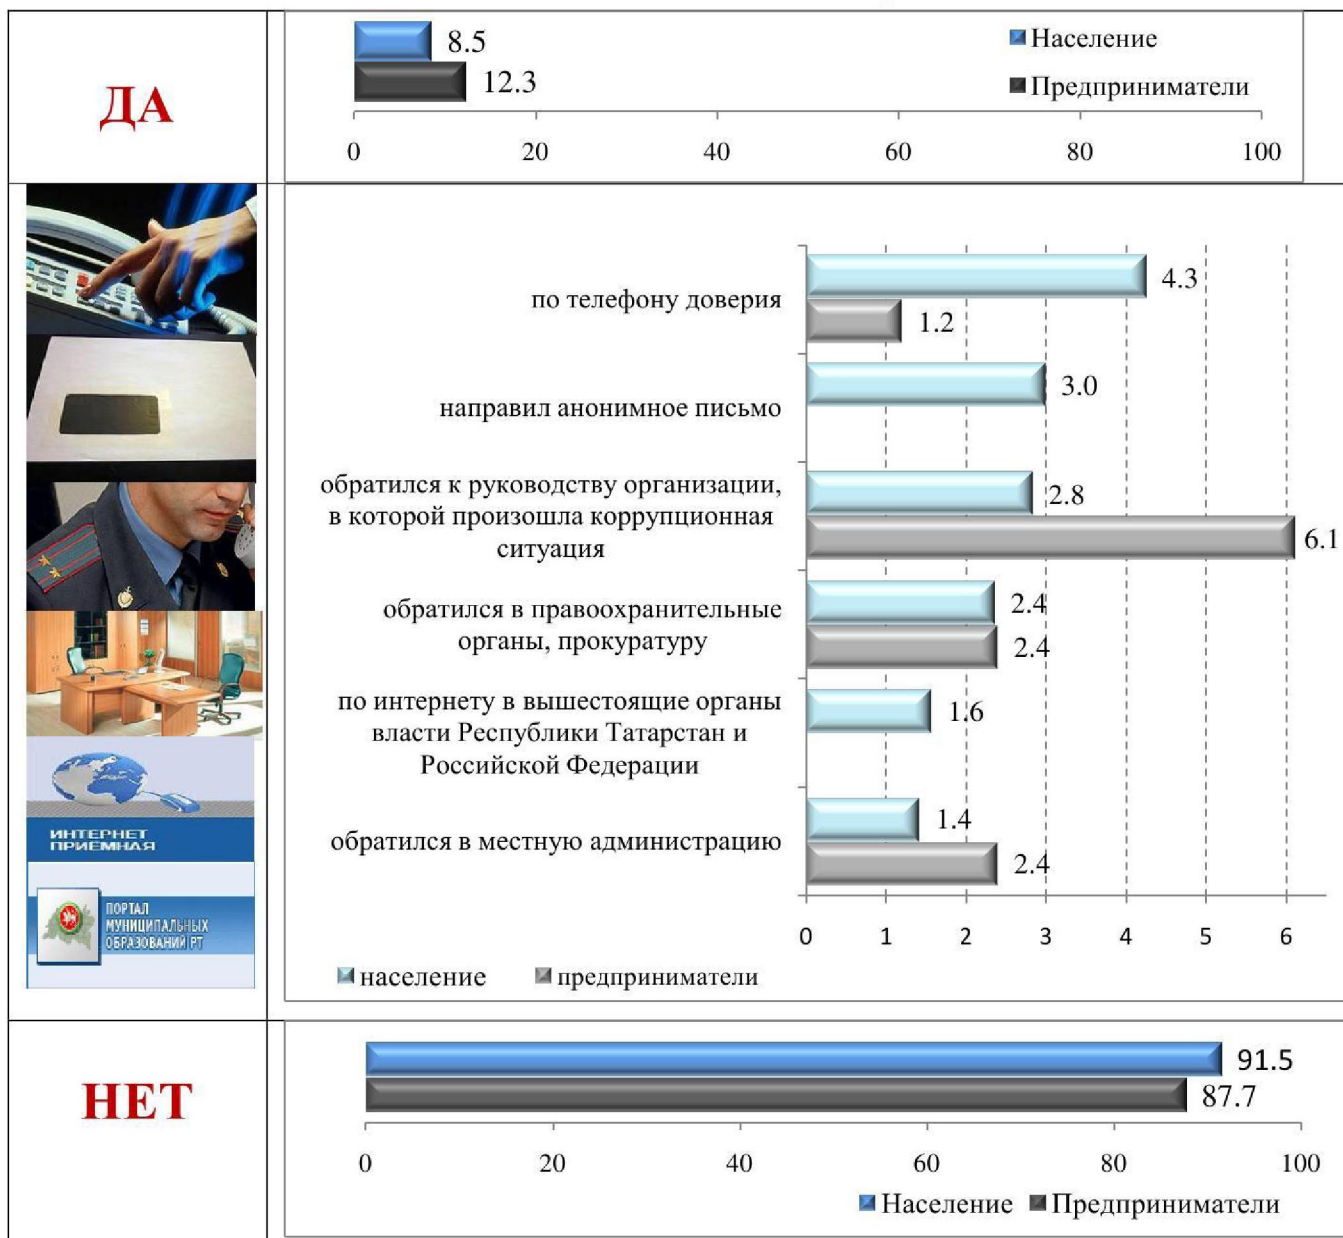 ДА
8.5
12.3
Население
Предприниматели
0 20 40 60 80 100
по телефону доверия
4.3
1.2
направил анонимное письмо
3.0
обратился к руководству организации,
в которой произошла коррупционная
ситуация
2.8
6.1
обратился в правоохранительные
органы, прокуратуру
2.4
2.4
по интернету в вышестоящие органы
власти Республики Татарстан и
Российской Федерации
1.6
обратился в местную администрацию
1.4
2.4
0 1 2 3 4 5 6
население предприниматели
ИНТЕРНЕТ
ПРИЕМНАЯ
ПОРТАЛ
МУНИЦИПАЛЬНЫХ
ОБРАЗОВАНИЙ РТ
НЕТ
91.5
87.7
0 20 40 60 80 100
Население Предприниматели